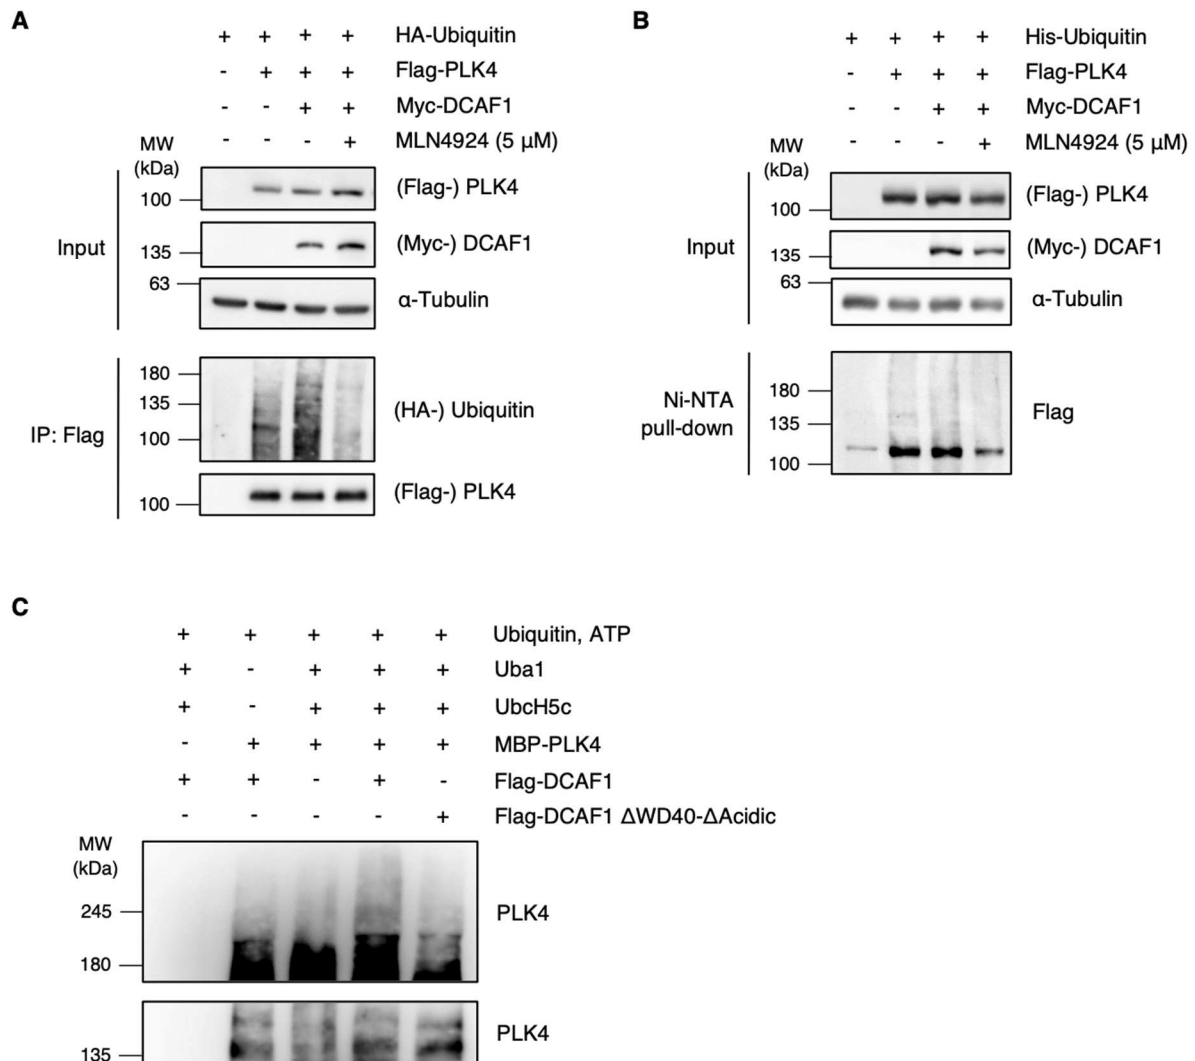 A
+ + + + HA-Ubiquitin
- + + + Flag-PLK4
- - + + Myc-DCAF1
- - - + MLN4924 (5 µM)
MW
(kDa)
Input
100
(Flag-) PLK4
135
(Myc-) DCAF1
63
α-Tubulin
IP: Flag
180
135
100
(HA-) Ubiquitin
100
(Flag-) PLK4
B
+ + + + His-Ubiquitin
- + + + Flag-PLK4
- - + + Myc-DCAF1
- - - + MLN4924 (5 µM)
MW
(kDa)
Input
100
(Flag-) PLK4
135
(Myc-) DCAF1
63
α-Tubulin
Ni-NTA
pull-down
180
135
100
Flag
C
+ + + + + Ubiquitin, ATP
+ - + + + Uba1
+ - + + + UbcH5c
- + + + + MBP-PLK4
+ + - + - Flag-DCAF1
- - - - + Flag-DCAF1 ΔWD40-ΔAcidic
MW
(kDa)
245
180
PLK4
PLK4
135